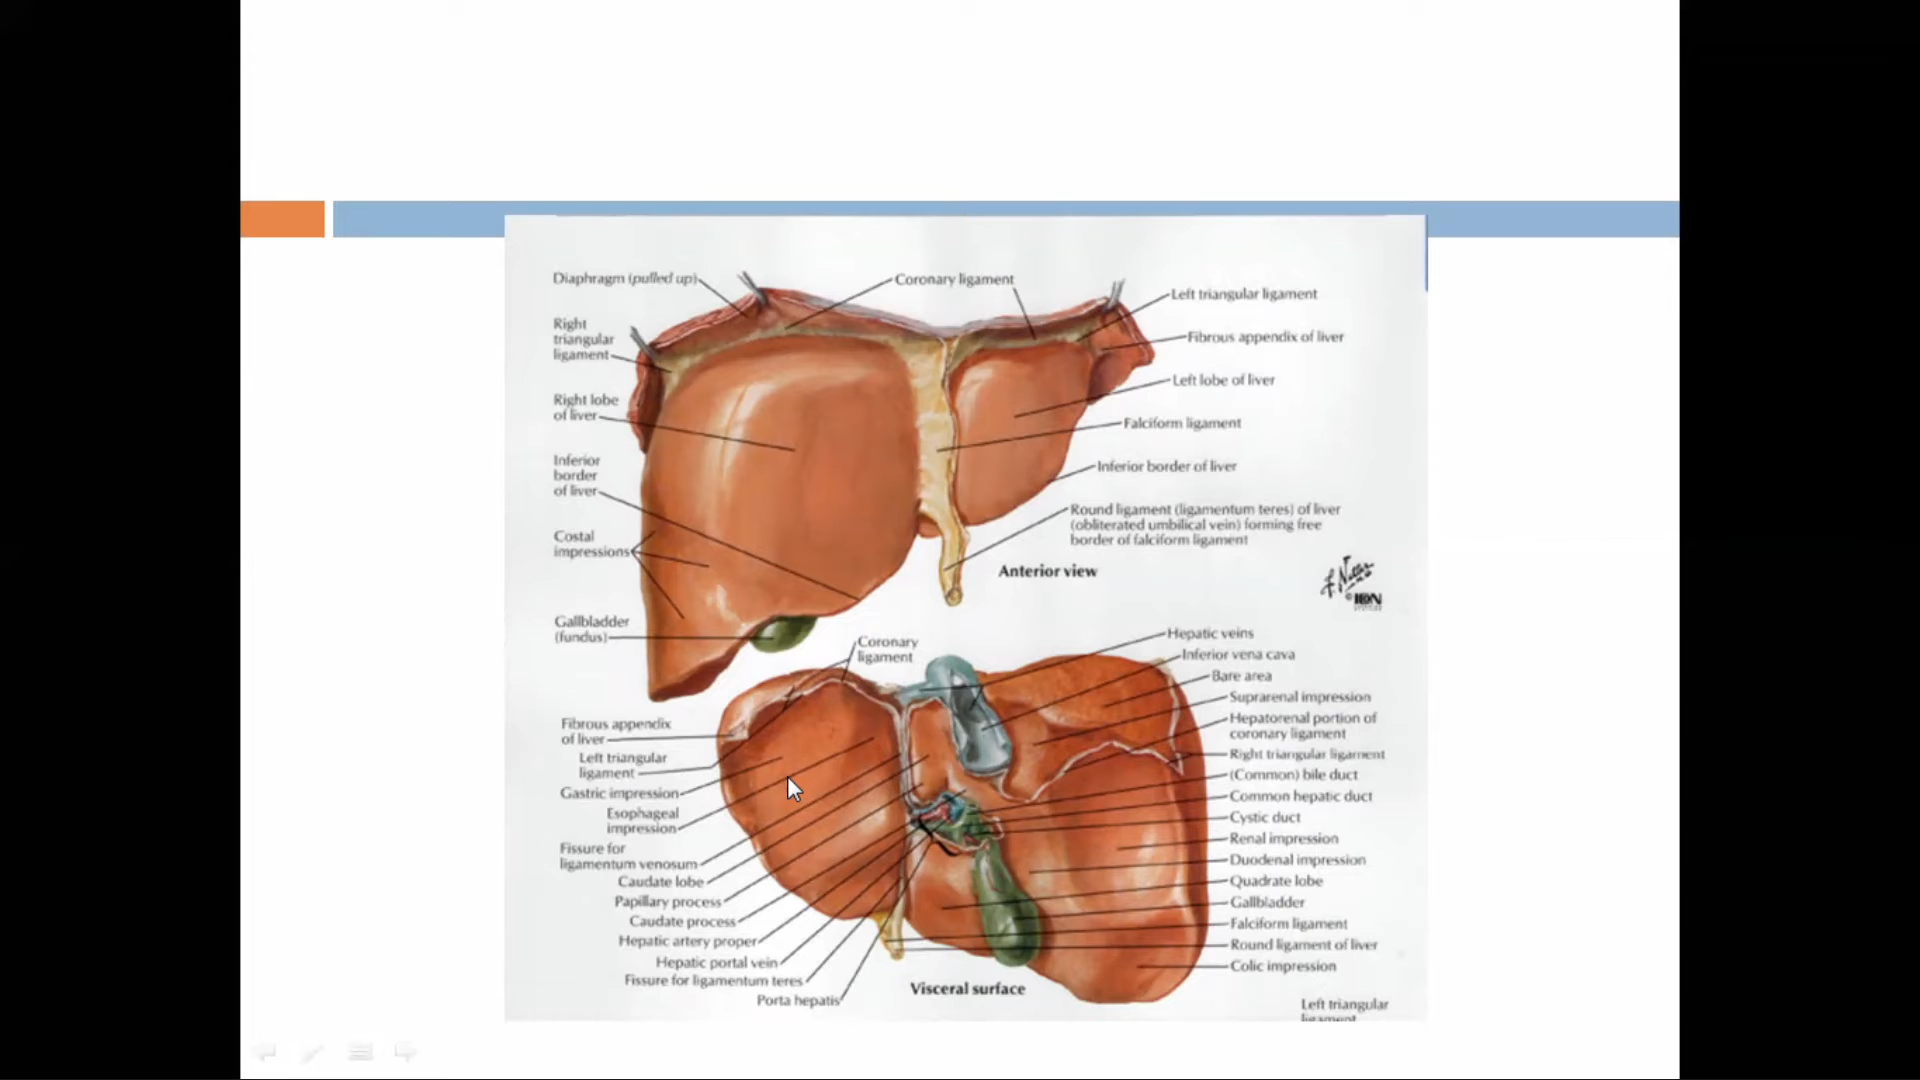 Diaphragm (pulled up)
Coronary ligament
Left triangular ligament
Right
triangular
ligament
Fibrous appendix of liver
Left lobe of liver
Right lobe
of liver
Falciform ligament
Inferior
border
of liver
Inferior border of liver
Round ligament (ligamentum teres) of liver
(obliterated umbilical vein) forming free
border of falciform ligament
Costal
impressions
Anterior view
Gallbladder
(fundus)
Coronary
ligament
Hepatic veins
Inferior vena cava
Bare area
Suprarenal impression
Hepatorenal portion of
coronary ligament
Right triangular ligament
(Common) bile duct
Common hepatic duct
Cystic duct
Renal impression
Duodenal impression
Quadrate lobe
Gallbladder
Falciform ligament
Round ligament of liver
Colic impression
Fibrous appendix
of liver
Left triangular
ligament
Gastric impression
Esophageal
impression
Fissure for
ligamentum venosum
Caudate lobe
Papillary process
Caudate process
Hepatic artery proper
Hepatic portal vein
Fissure for ligamentum teres
Porta hepatis
Visceral surface
Left triangular
ligament